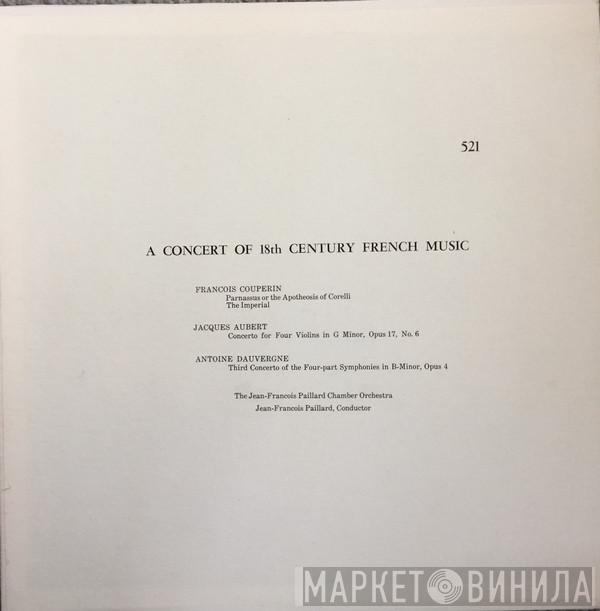 521
A CONCERT OF 18th CENTURY FRENCH MUSIC
FRANCOIS COUPERIN
Parnassus or the Apotheosis of Corelli
The Imperial
JACQUES AUBERT
Concerto for Four Violins in G Minor, Opus 17, No. 6
ANTOINE DAUVERGNE
Third Concerto of the Four-part Symphonies in B-Minor, Opus 4
The Jean-Francois Paillard Chamber Orchestra
Jean-Francois Paillard, Conductor
МАРКЕТ ВИНИЛА